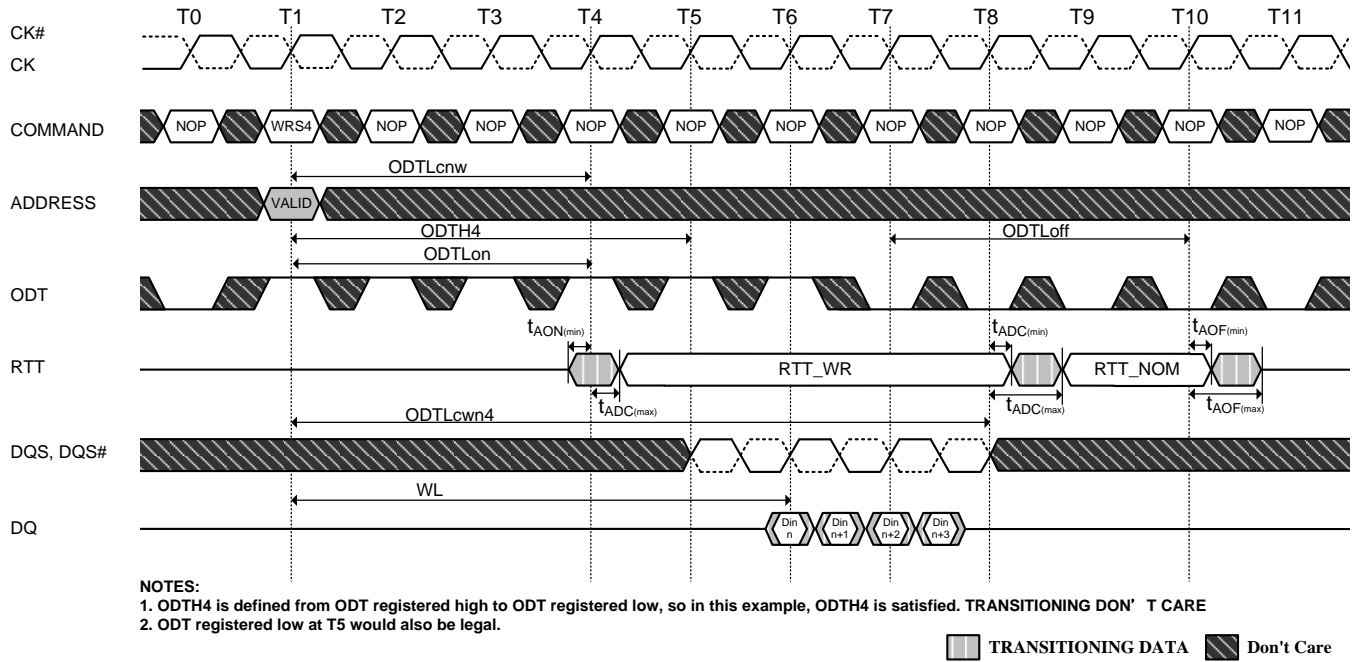 T0 T1 T2 T3 T4 T5 T6 T7 T8 T9 T10 T11
CK#
CK
COMMAND NOP WRS4 NOP NOP NOP NOP NOP NOP NOP NOP NOP NOP
ODTLcnw
ADDRESS VALID
ODTH4 ODTLoff
ODTLon
ODT
tAON(min) tADC(min) tAOF(min)
RTT RTT_WR RTT_NOM
tADC(max) tADC(max) tAOF(max)
ODTLcwn4
DQS, DQS#
WL
DQ Din n Din n+1 Din n+2 Din n+3
NOTES:
1. ODTH4 is defined from ODT registered high to ODT registered low, so in this example, ODTH4 is satisfied. TRANSITIONING DON' T CARE
2. ODT registered low at T5 would also be legal.
TRANSITIONING DATA Don't Care